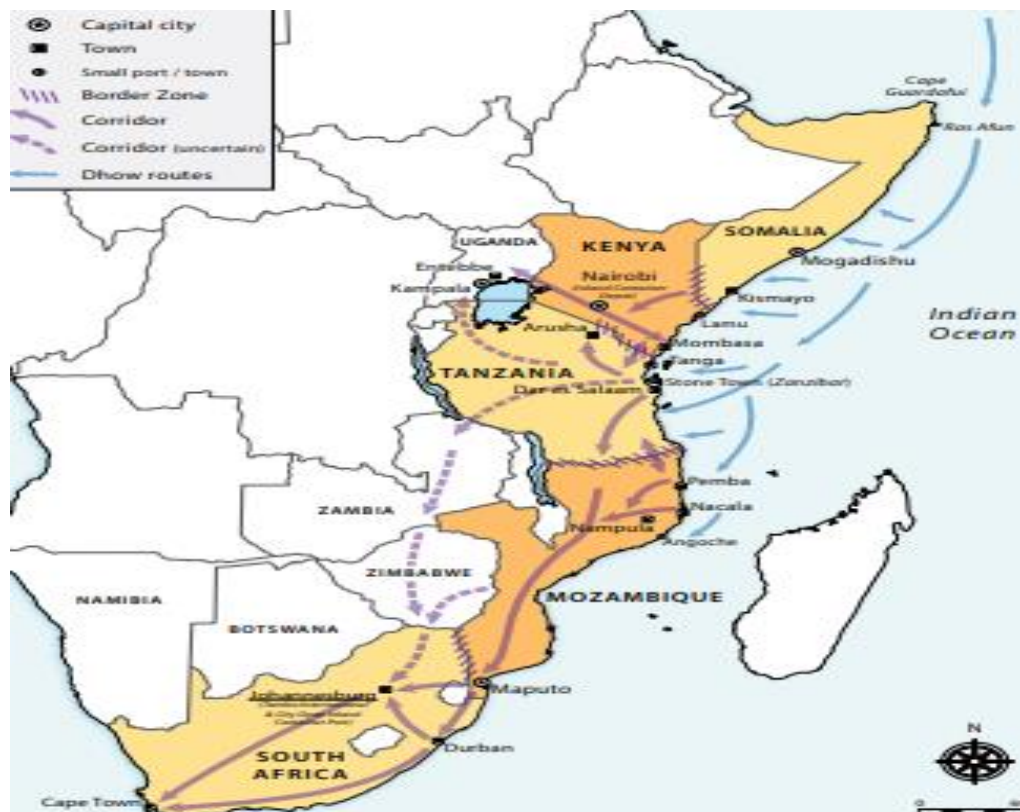 Capital city
Town
Small port / town
Border Zone
Corridor
Corridor (uncertain)
Dhow routes
Cape
Guardafui
Ras Afun
SOMALIA
UGANDA
KENYA
Entebbe
Nairobi
Mogadishu
Kampala
Kismayo
Indian
Ocean
Arusha
Lamu
Mombasa
Tanga
TANZANIA
Stone Town (Zanzibar)
Dar es Salaam
Pemba
ZAMBIA
Nacala
Nampula
Angoche
ZIMBABWE
NAMIBIA
MOZAMBIQUE
BOTSWANA
Johannesburg
Maputo
N
SOUTH
AFRICA
Durban
Cape Town
0